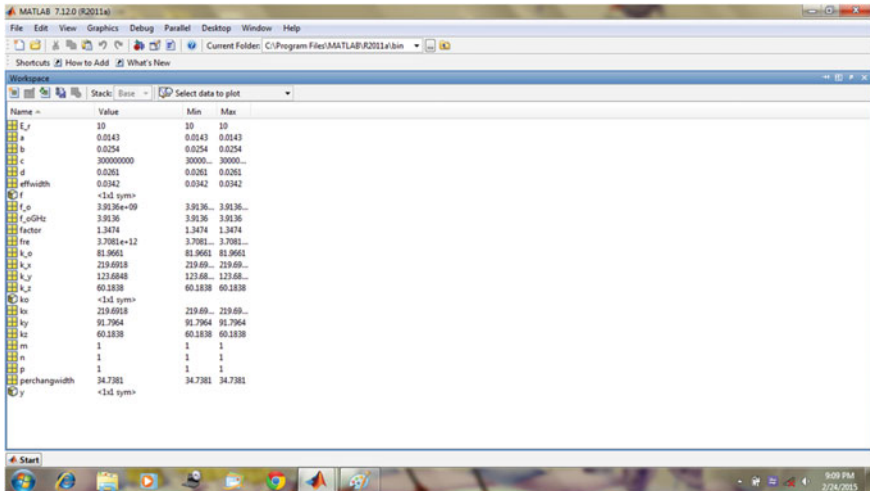 MATLAB 7.12.0 (R2011a)
File Edit View Graphics Debug Parallel Desktop Window Help
Current Folder: C:\Program Files\MATLAB\R2011a\bin
Shortcuts How to Add What's New
Workspace
Stack: Base Select data to plot
Name Value Min Max
E_r 10 10 10
a 0.0143 0.0143 0.0143
b 0.0254 0.0254 0.0254
c 300000000 30000... 30000...
d 0.0261 0.0261 0.0261
effwidth 0.0342 0.0342 0.0342
f <1x1 sym>
f_o 3.9136e+09 3.9136... 3.9136...
f_oGHz 3.9136 3.9136 3.9136
factor 1.3474 1.3474 1.3474
fre 3.7081e+12 3.7081... 3.7081...
k_o 81.9661 81.9661 81.9661
k_x 219.6918 219.69... 219.69...
k_y 123.6848 123.68... 123.68...
k_z 60.1838 60.1838 60.1838
ko <1x1 sym>
kx 219.6918 219.69... 219.69...
ky 91.7964 91.7964 91.7964
kz 60.1838 60.1838 60.1838
m 1 1 1
n 1 1 1
p 1 1 1
perchangwidth 34.7381 34.7381 34.7381
y <1x1 sym>
Start
9:09 PM
2/24/2015